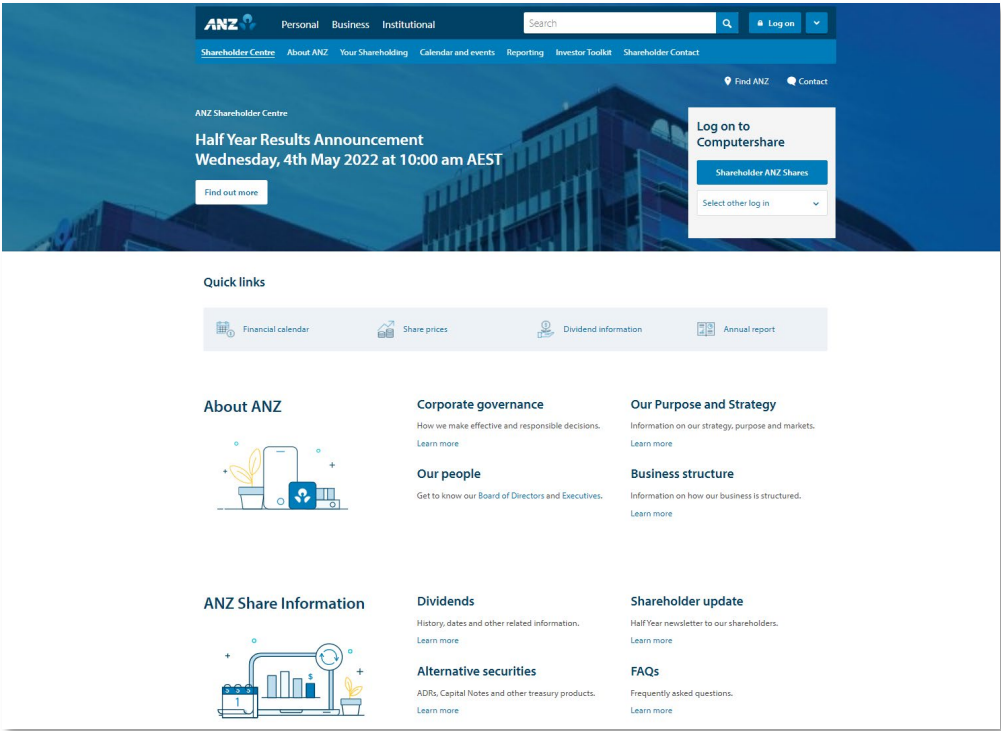 ANZ
Personal Business Institutional
Search
Log on
Shareholder Centre About ANZ Your Shareholding Calendar and events Reporting Investor Toolkit Shareholder Contact
Find ANZ Contact
ANZ Shareholder Centre
Half Year Results Announcement
Wednesday, 4th May 2022 at 10:00 am AEST
Find out more
Log on to
Computershare
Shareholder ANZ Shares
Select other log in
Quick links
Financial calendar Share prices Dividend information Annual report
About ANZ
Corporate governance
How we make effective and responsible decisions.
Learn more
Our Purpose and Strategy
Information on our strategy, purpose and markets.
Learn more
Our people
Get to know our Board of Directors and Executives.
Business structure
Information on how our business is structured.
Learn more
ANZ Share Information
$
1
Dividends
History, dates and other related information.
Learn more
Shareholder update
Half Year newsletter to our shareholders.
Learn more
Alternative securities
ADRs, Capital Notes and other treasury products.
Learn more
FAQs
Frequently asked questions.
Learn more